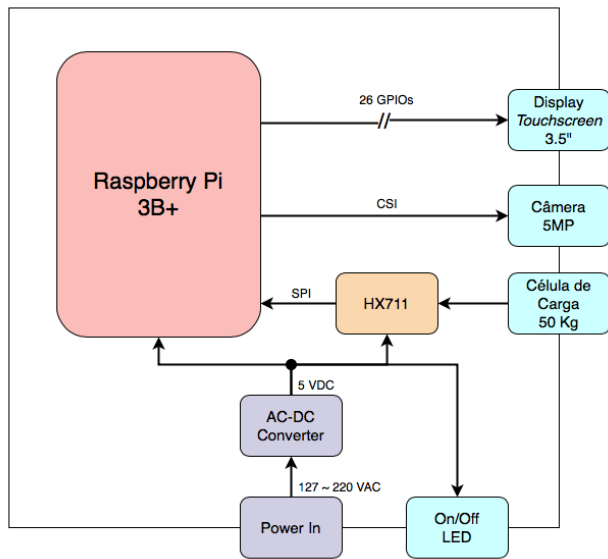 26 GPIOs
Display
Touchscreen
3.5"
Raspberry Pi
3B+
CSI
Câmera
5MP
SPI
HX711
Célula de
Carga
50 Kg
5 VDC
AC-DC
Converter
127 ~ 220 VAC
Power In
On/Off
LED